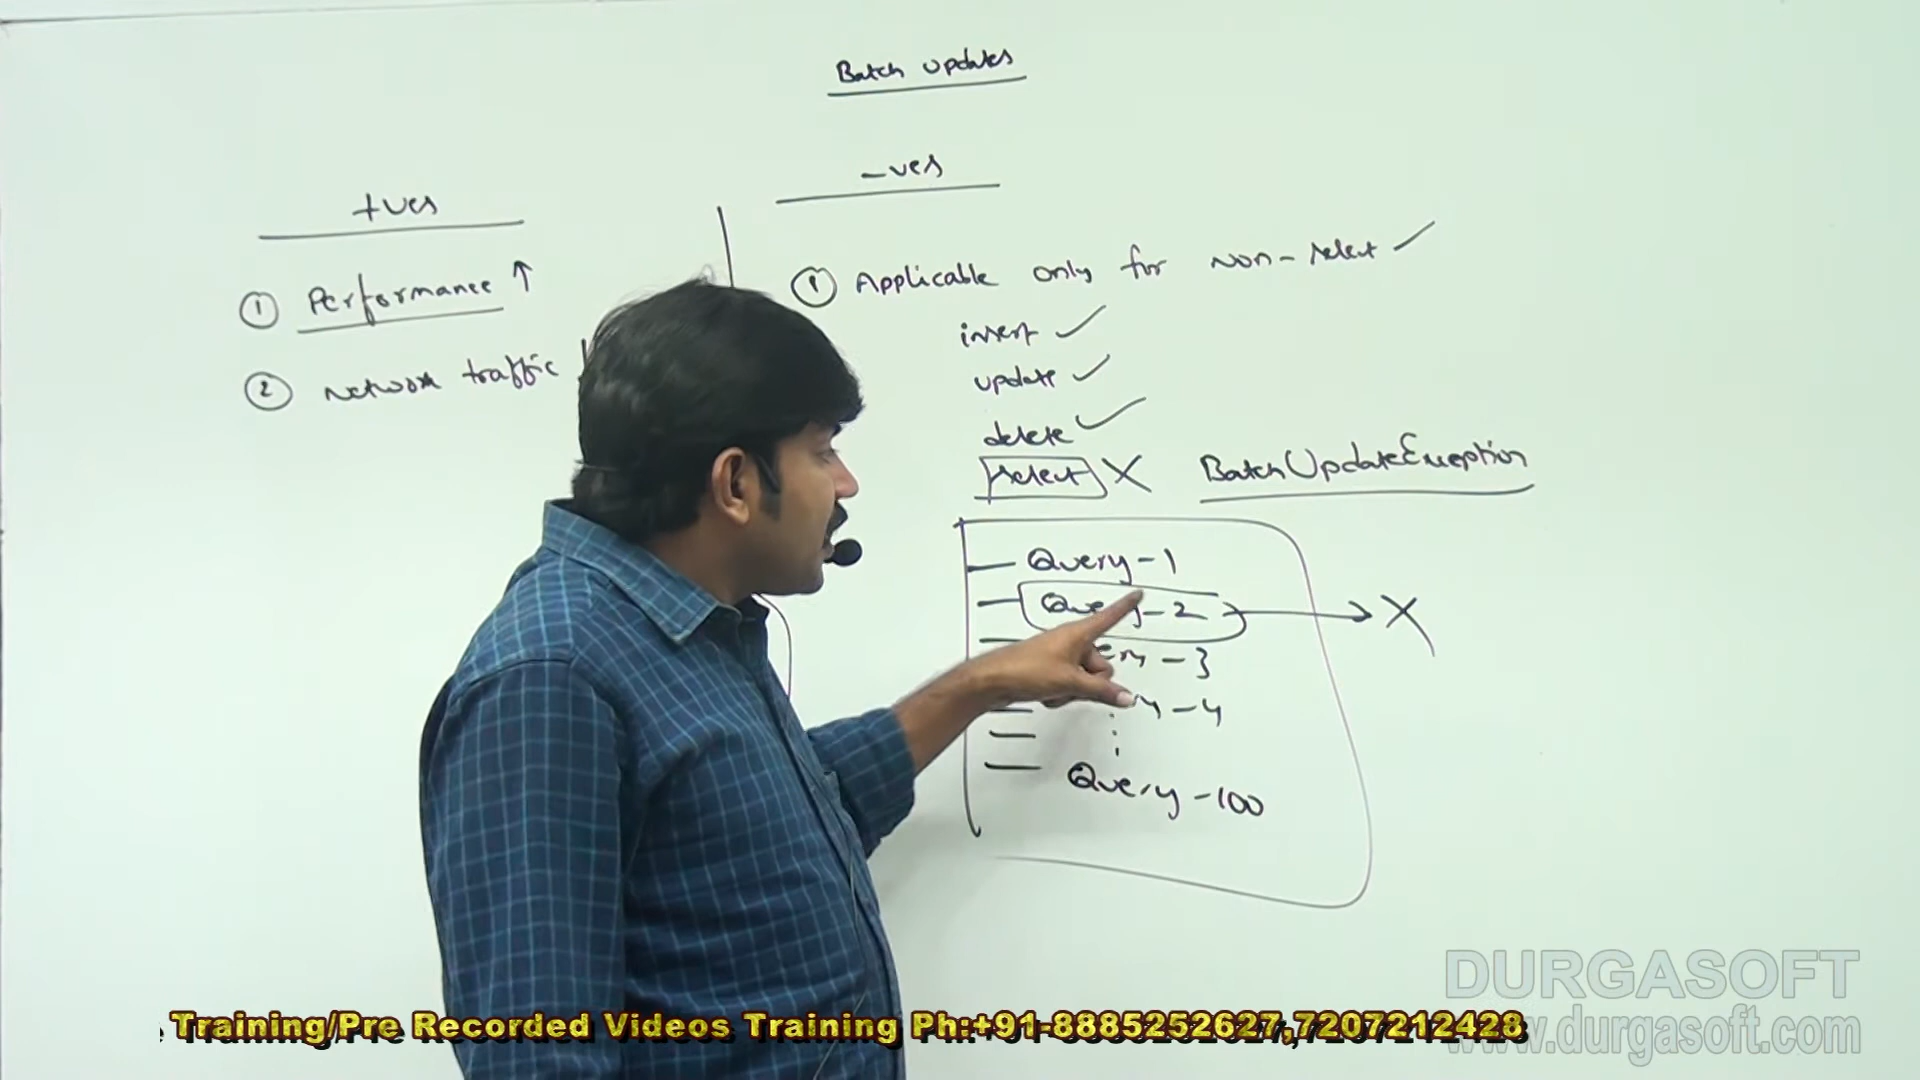 Batch updates
+ves
① Performance ↑
② Network traffic
-ves
① Applicable only for non-select ✓
insert ✓
update ✓
delete ✓
select X BatchUpdateException
Query-1
Query-2 → X
-3
-4
Query-100
DURGASOFT
www.durgasoft.com
Training/Pre Recorded Videos Training Ph:+91-8885252627,7207212428